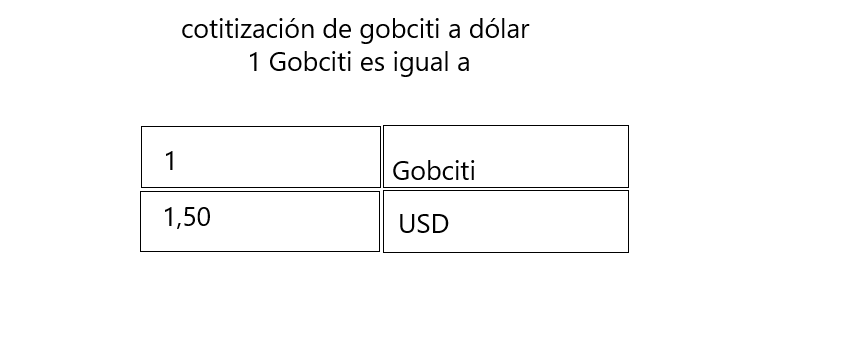 cotitización de gobciti a dólar
1 Gobciti es igual a
1 Gobciti
1,50 USD